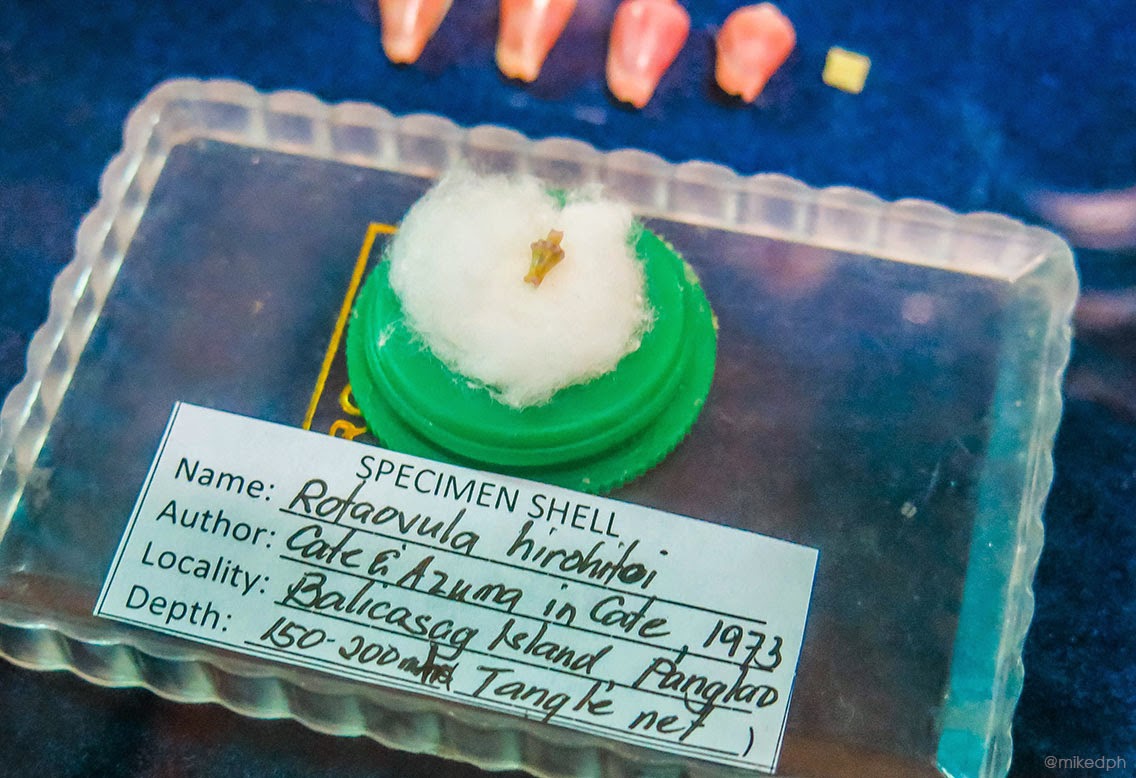 SPECIMEN SHELL
Name: Rotaovula hirohitoi
Author: Cate & Azuma in Cate, 1973
Locality: Balicasag Island, Panglao
Depth: 150-200 Tangle net )
@mikedph